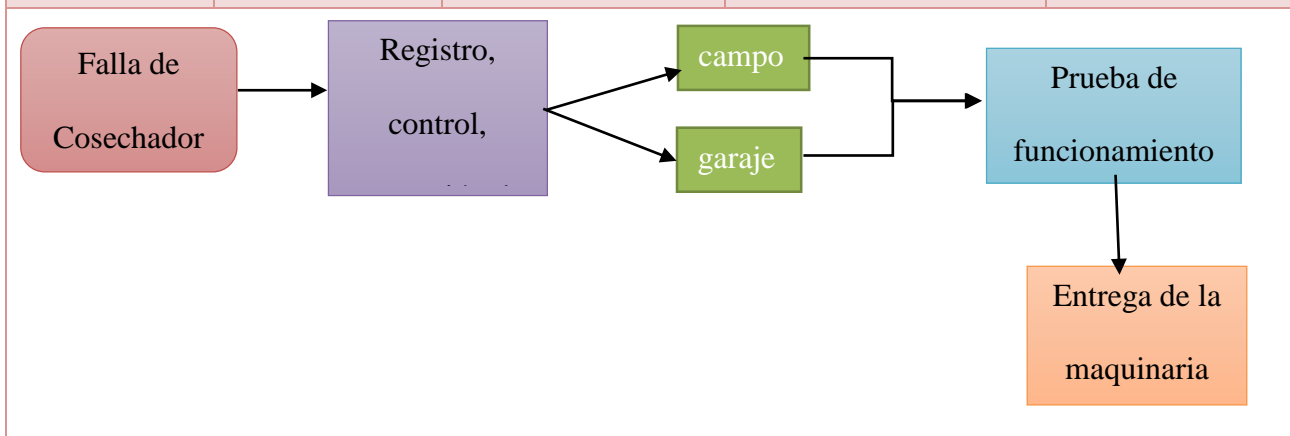 Falla de
Cosechador
Registro,
control,
campo
garaje
Prueba de
funcionamiento
Entrega de la
maquinaria